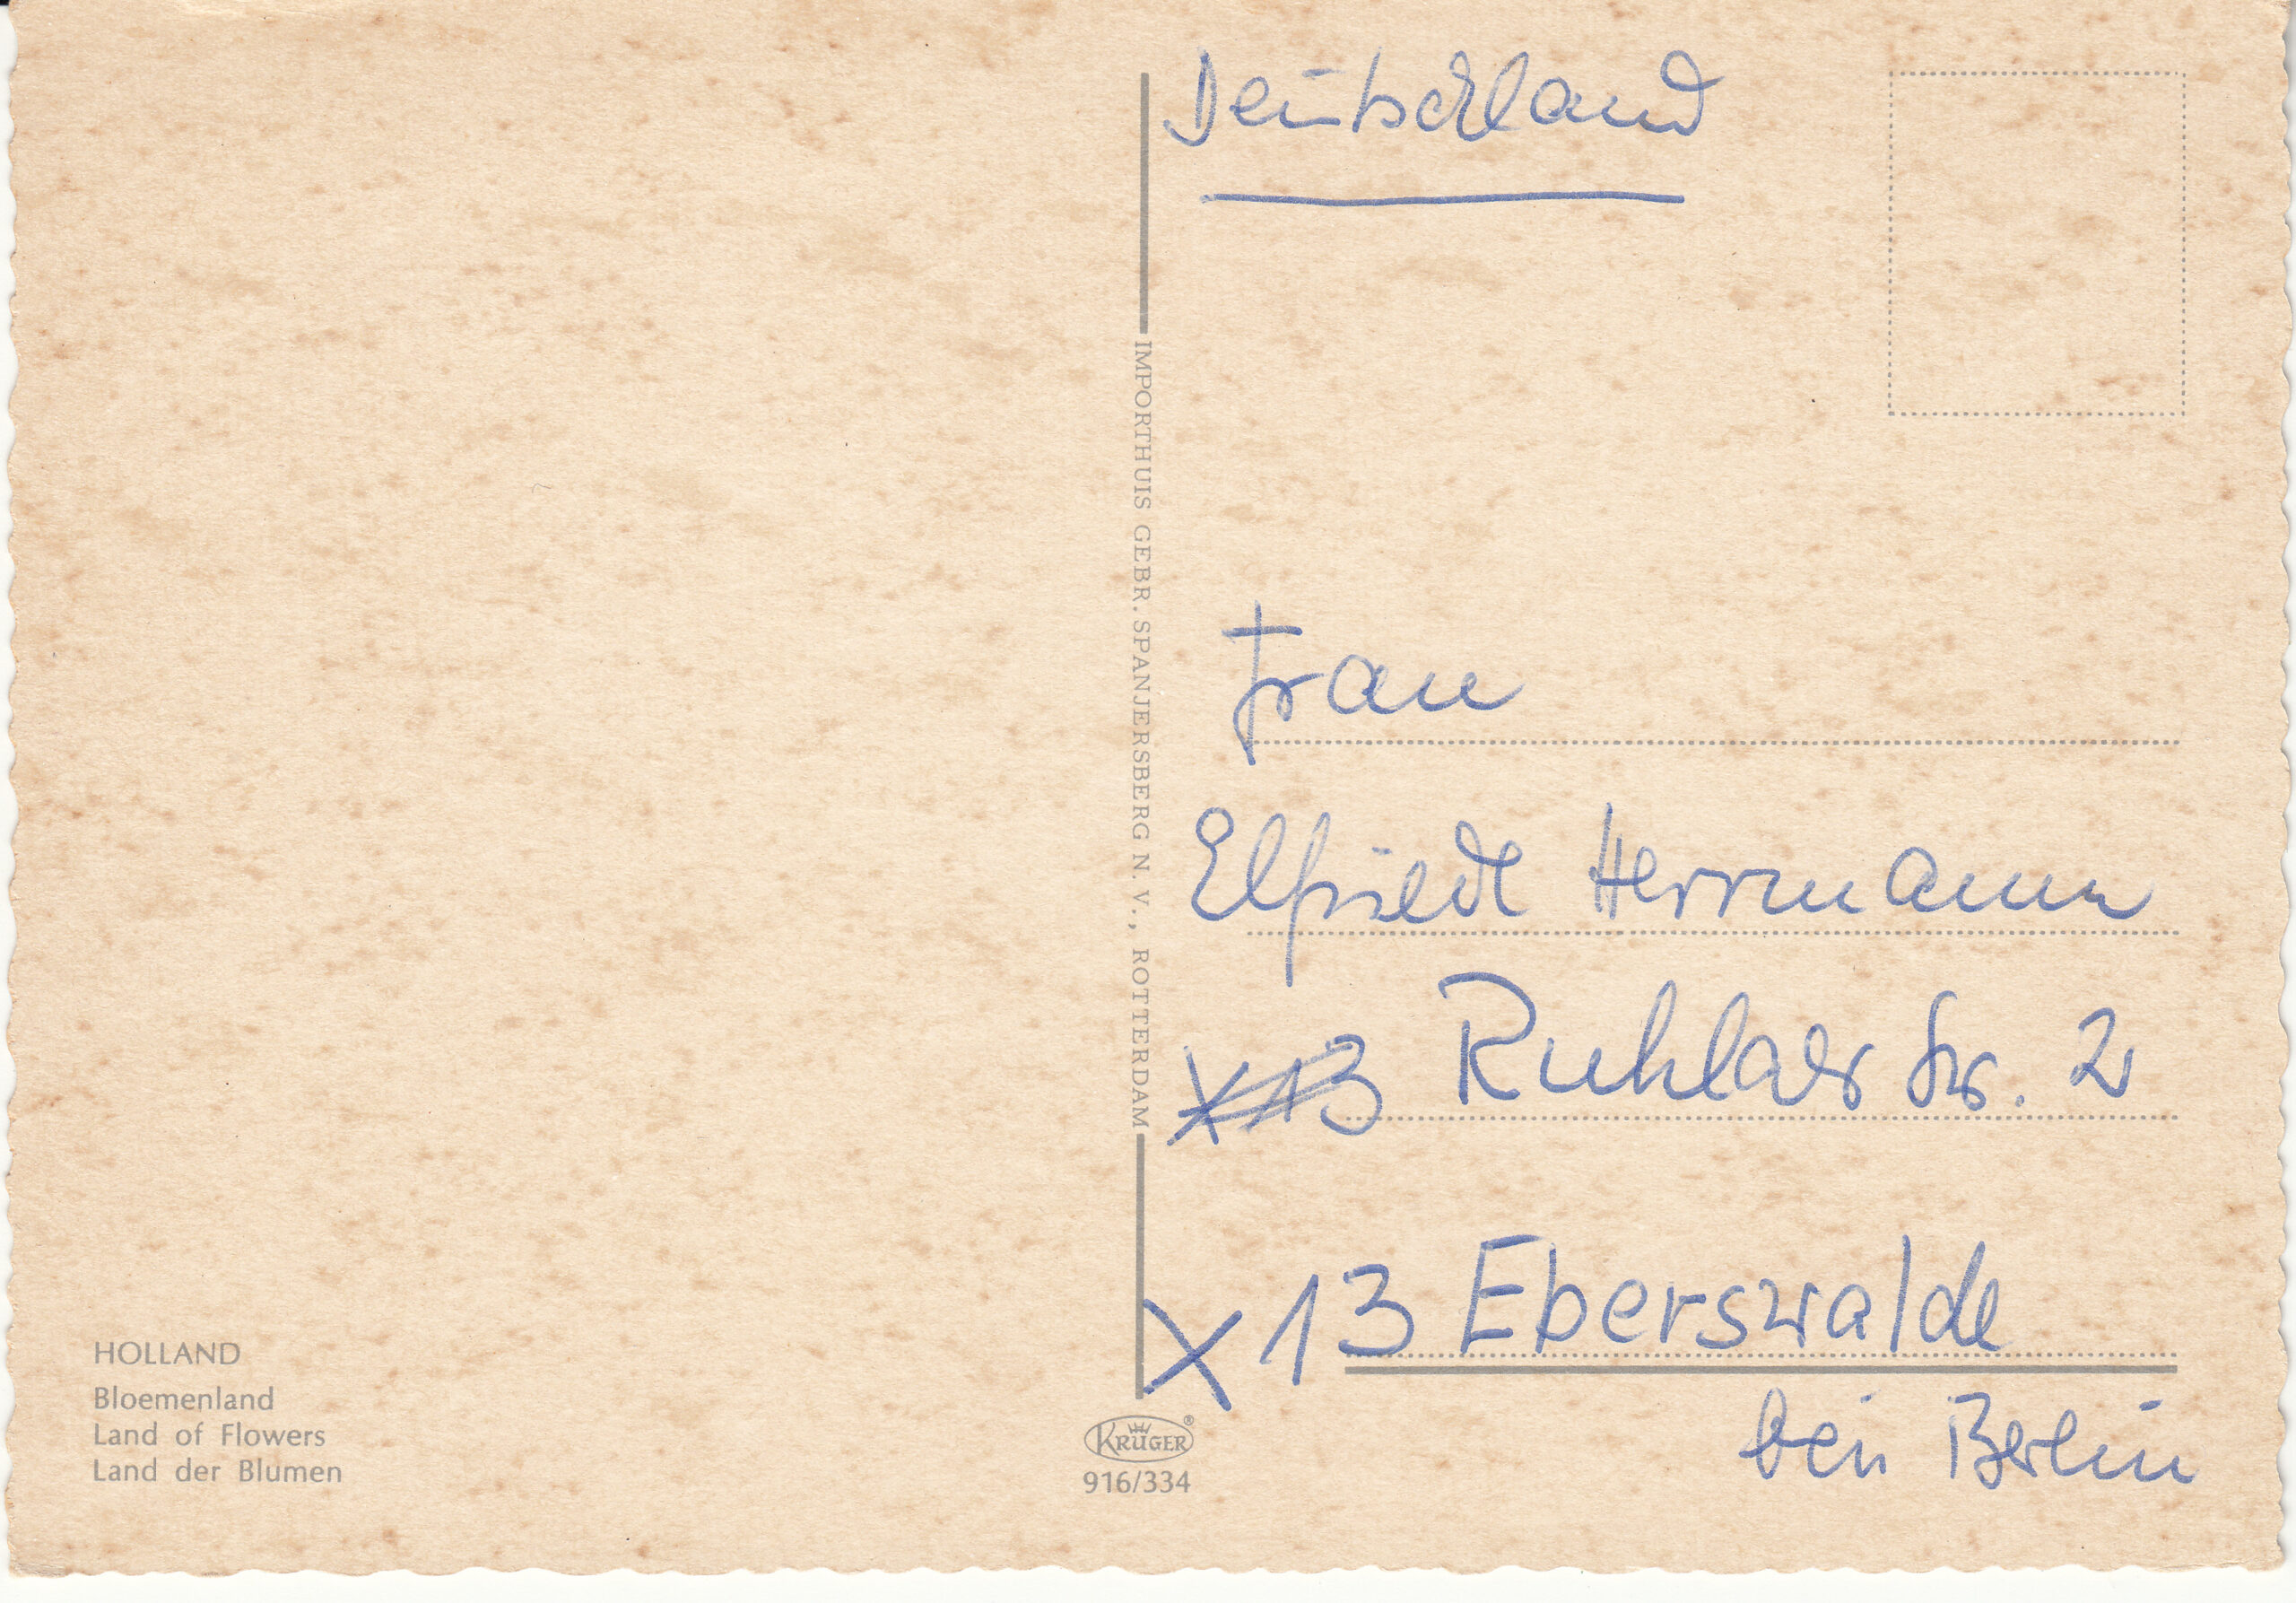 Deutschland
IMPORTHUIS GEBR. SPANJERSBERG N. V., ROTTERDAM
Frau
Elfriede Herrmann
X13 Ruhlaer Str. 2
X13 Eberswalde
bei Berlin
HOLLAND
Bloemenland
Land of Flowers
Land der Blumen
KRÜGER®
916/334